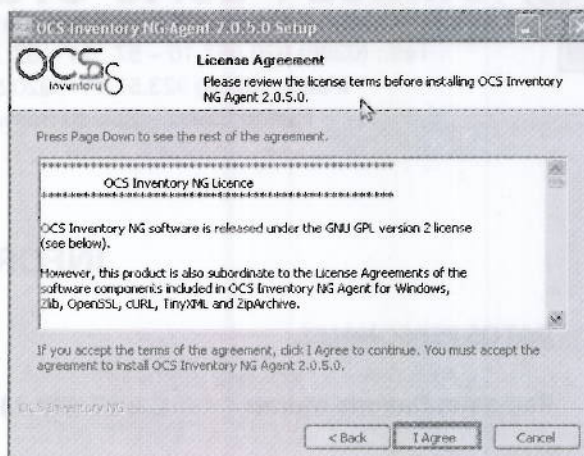 OCS Inventory NG Agent 2.0.5.0 Setup
OCS
Inventory
License Agreement
Please review the license terms before installing OCS Inventory
NG Agent 2.0.5.0.
Press Page Down to see the rest of the agreement.
****************************************************************
OCS Inventory NG Licence
****************************************************************
OCS Inventory NG software is released under the GNU GPL version 2 license
(see below).
However, this product is also subordinate to the License Agreements of the
software components included in OCS Inventory NG Agent for Windows,
Zlib, OpenSSL, cURL, TinyXML and ZipArchive.
If you accept the terms of the agreement, click I Agree to continue. You must accept the
agreement to install OCS Inventory NG Agent 2.0.5.0.
OCS Inventory NG
< Back
I Agree
Cancel